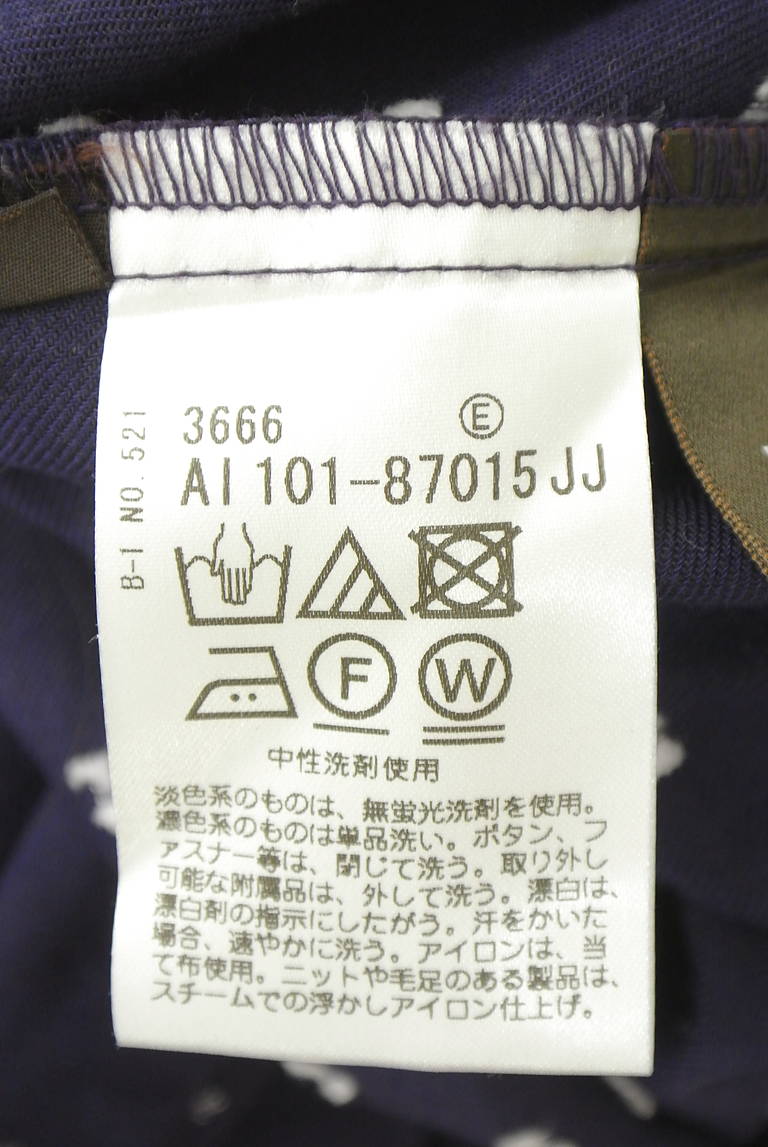 B-1 NO.521
3666
E
AI 101-87015JJ
F
W
中性洗剤使用
淡色系のものは、無蛍光洗剤を使用。
濃色系のものは単品洗い。ボタン、フ
ァスナー等は、閉じて洗う。取り外し
可能な附属品は、外して洗う。漂白は、
漂白剤の指示にしたがう。汗をかいた
場合、速やかに洗う。アイロンは、当
て布使用。ニットや毛足のある製品は、
スチームでの浮かしアイロン仕上げ。